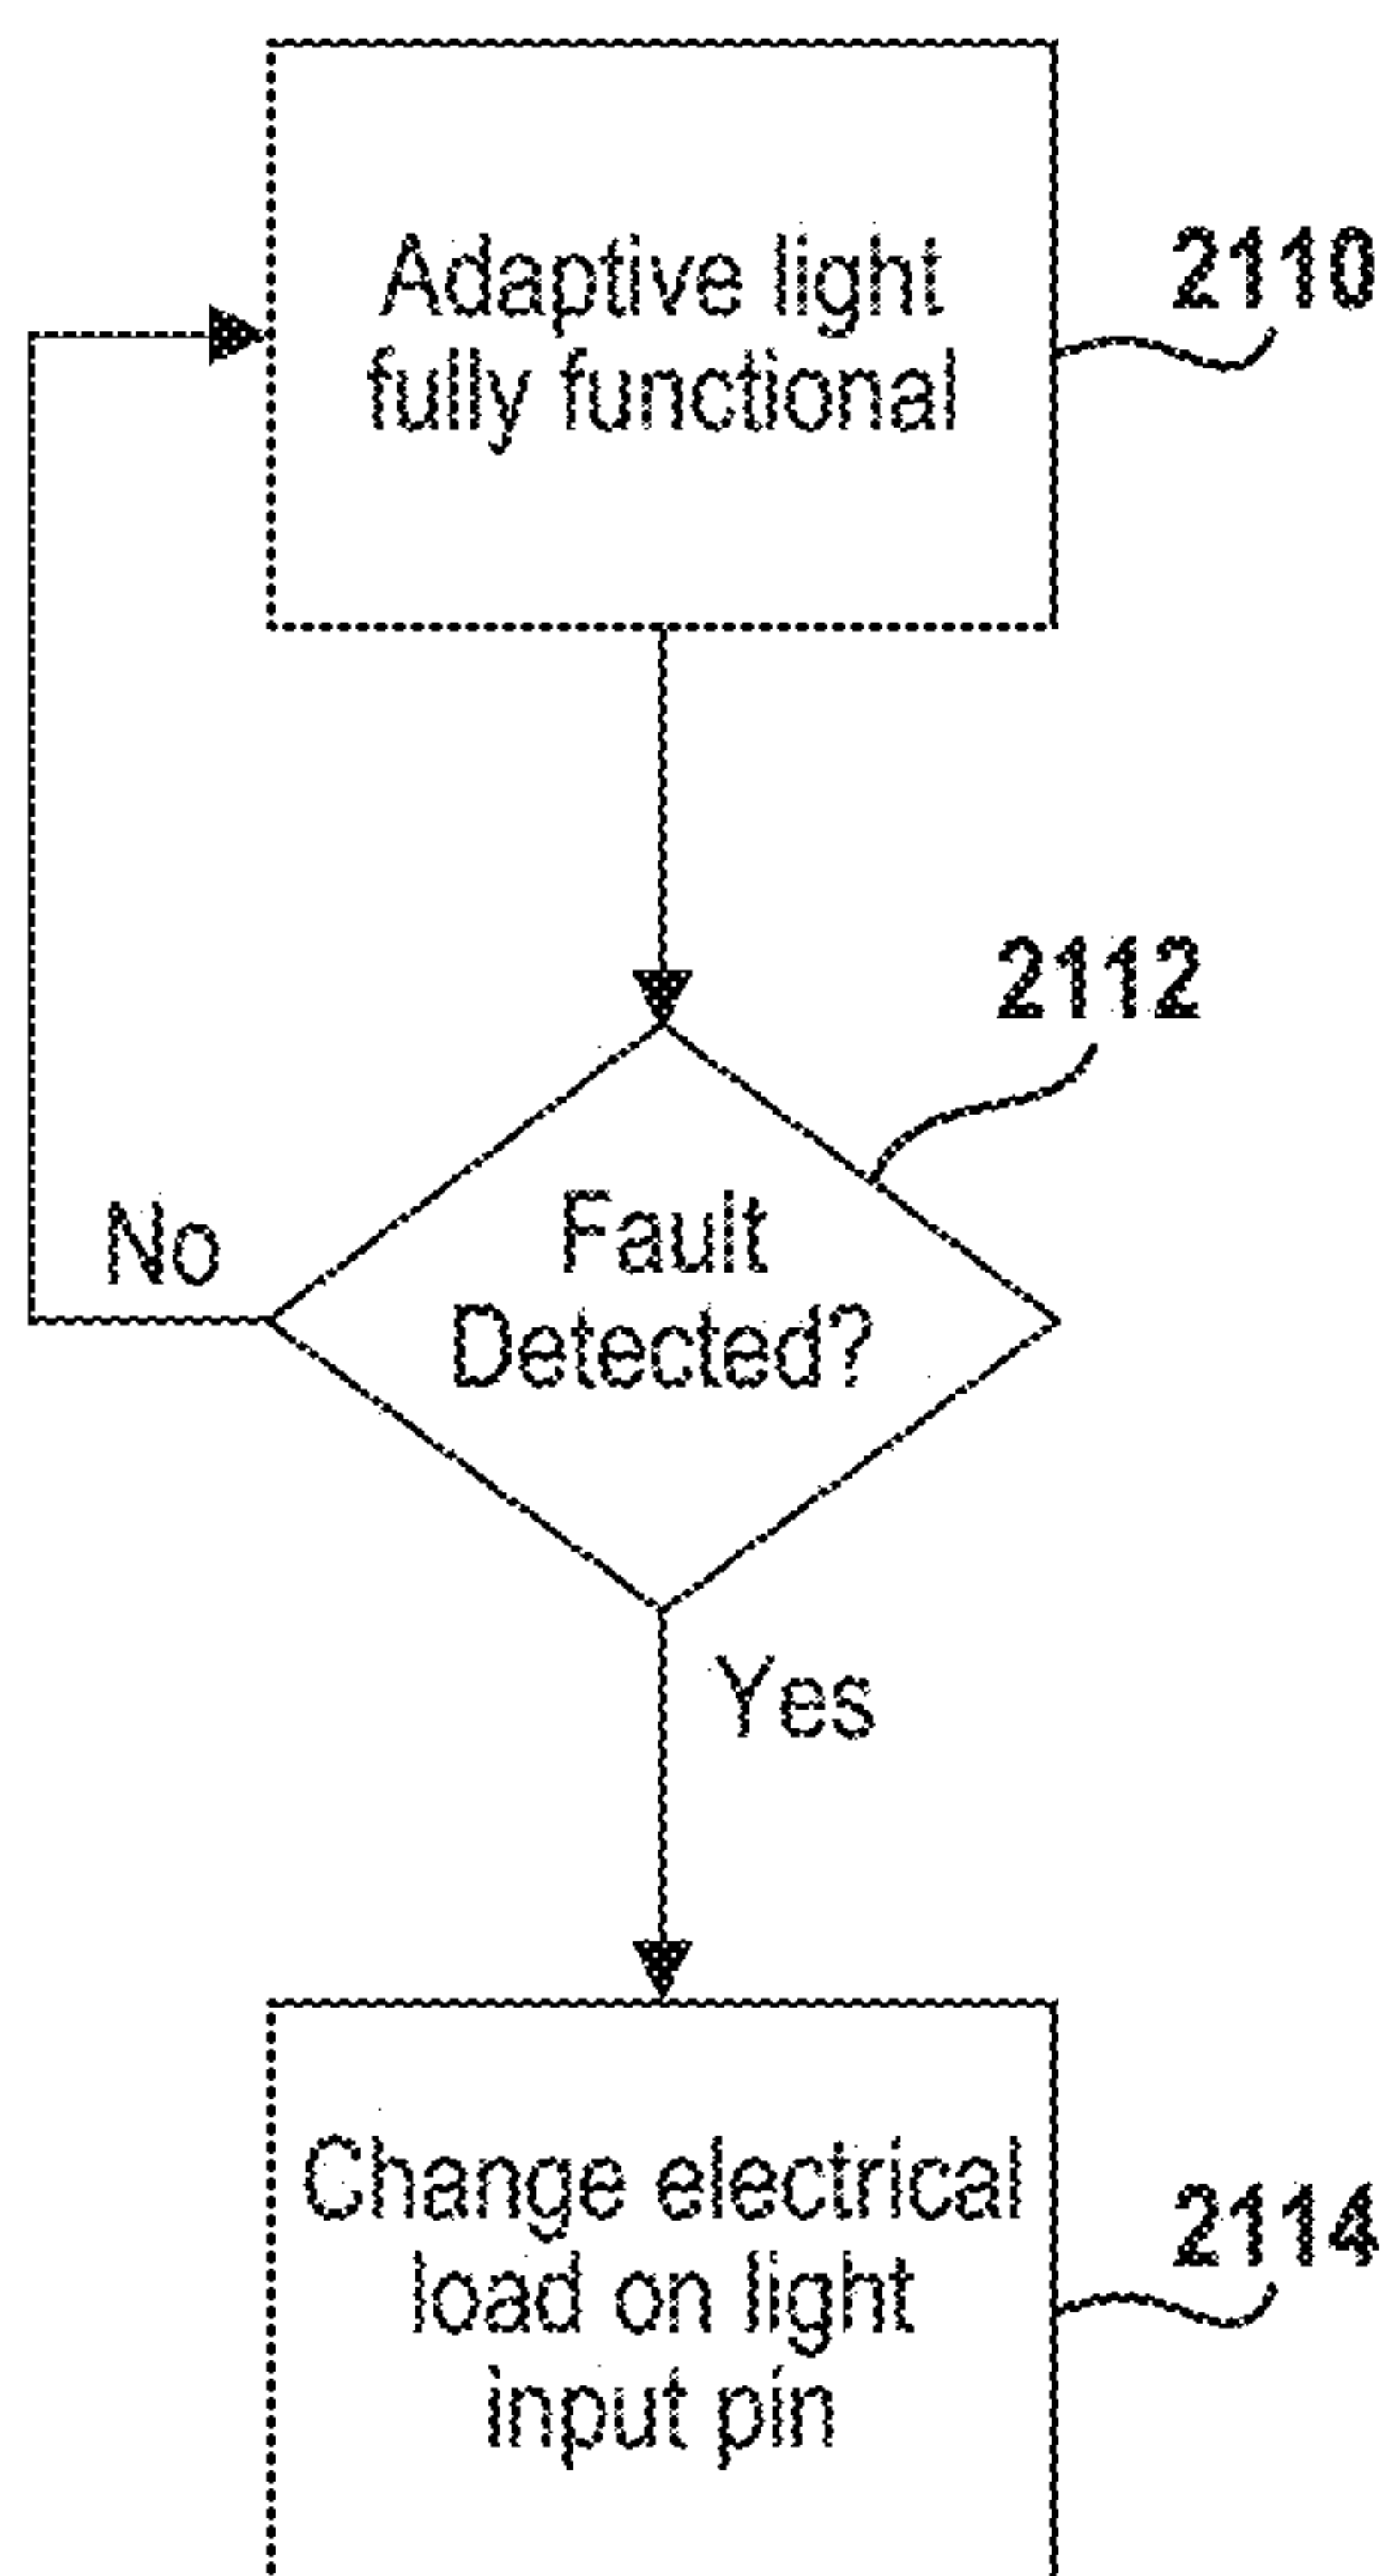 Adaptive light
fully functional
2110
2112
Fault
Detected?
No
Yes
Change electrical
load on light
input pin
2114